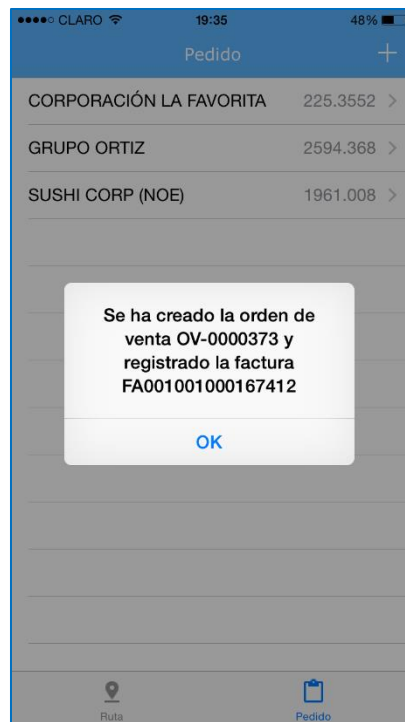 CLARO 19:35 48%
Pedido +
CORPORACIÓN LA FAVORITA 225.3552 >
GRUPO ORTIZ 2594.368 >
SUSHI CORP (NOE) 1961.008 >
Se ha creado la orden de
venta OV-0000373 y
registrado la factura
FA001001000167412
OK
Ruta Pedido